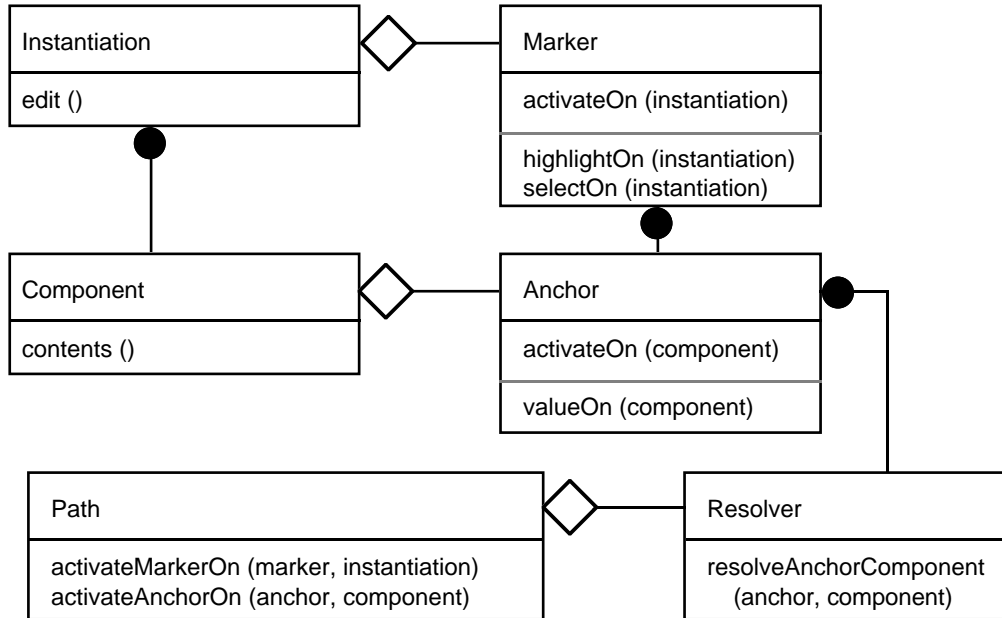 Instantiation
edit ()
Marker
activateOn (instantiation)
highlightOn (instantiation)
selectOn (instantiation)
Component
contents ()
Anchor
activateOn (component)
valueOn (component)
Path
activateMarkerOn (marker, instantiation)
activateAnchorOn (anchor, component)
Resolver
resolveAnchorComponent
(anchor, component)